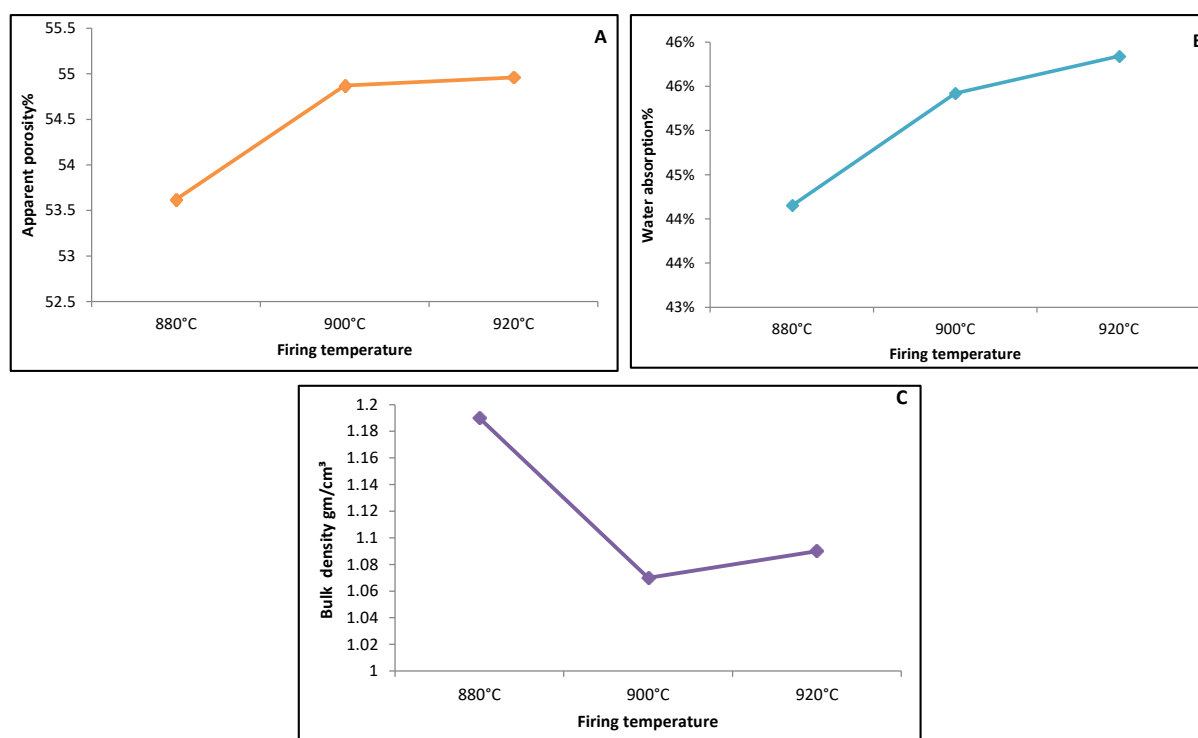 A
Apparent porosity%
55.5
55
54.5
54
53.5
53
52.5
880°C 900°C 920°C
Firing temperature
B
Water absorption%
46%
46%
45%
45%
44%
44%
43%
880°C 900°C 920°C
Firing temperature
C
Bulk density gm/cm³
1.2
1.18
1.16
1.14
1.12
1.1
1.08
1.06
1.04
1.02
1
880°C 900°C 920°C
Firing temperature